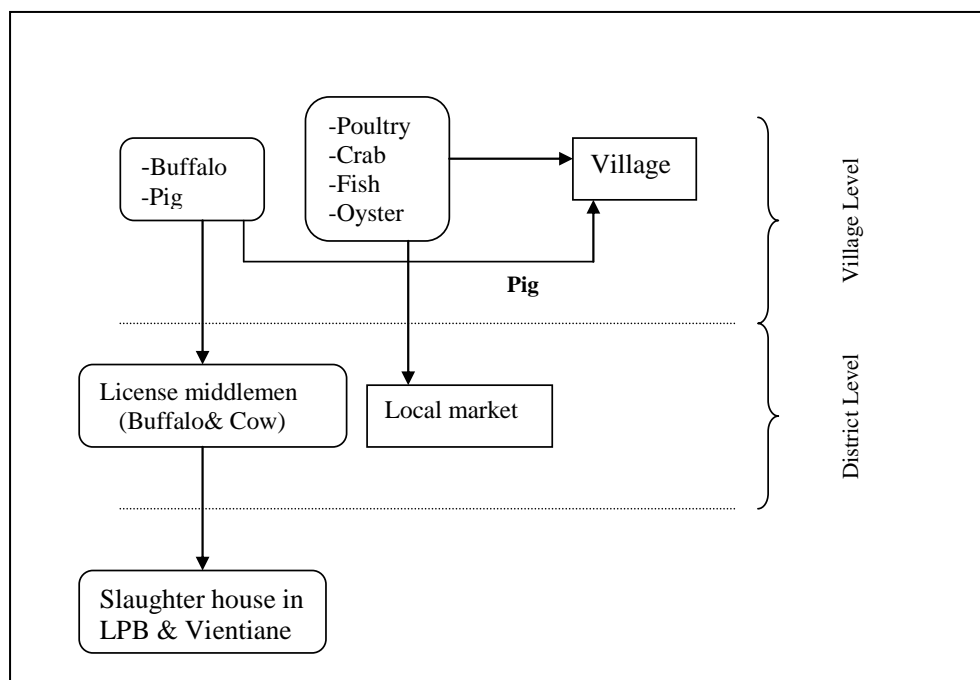 -Buffalo
-Pig
-Poultry
-Crab
-Fish
-Oyster
Village
Pig
Village Level
License middlemen
(Buffalo& Cow)
Local market
District Level
Slaughter house in
LPB & Vientiane